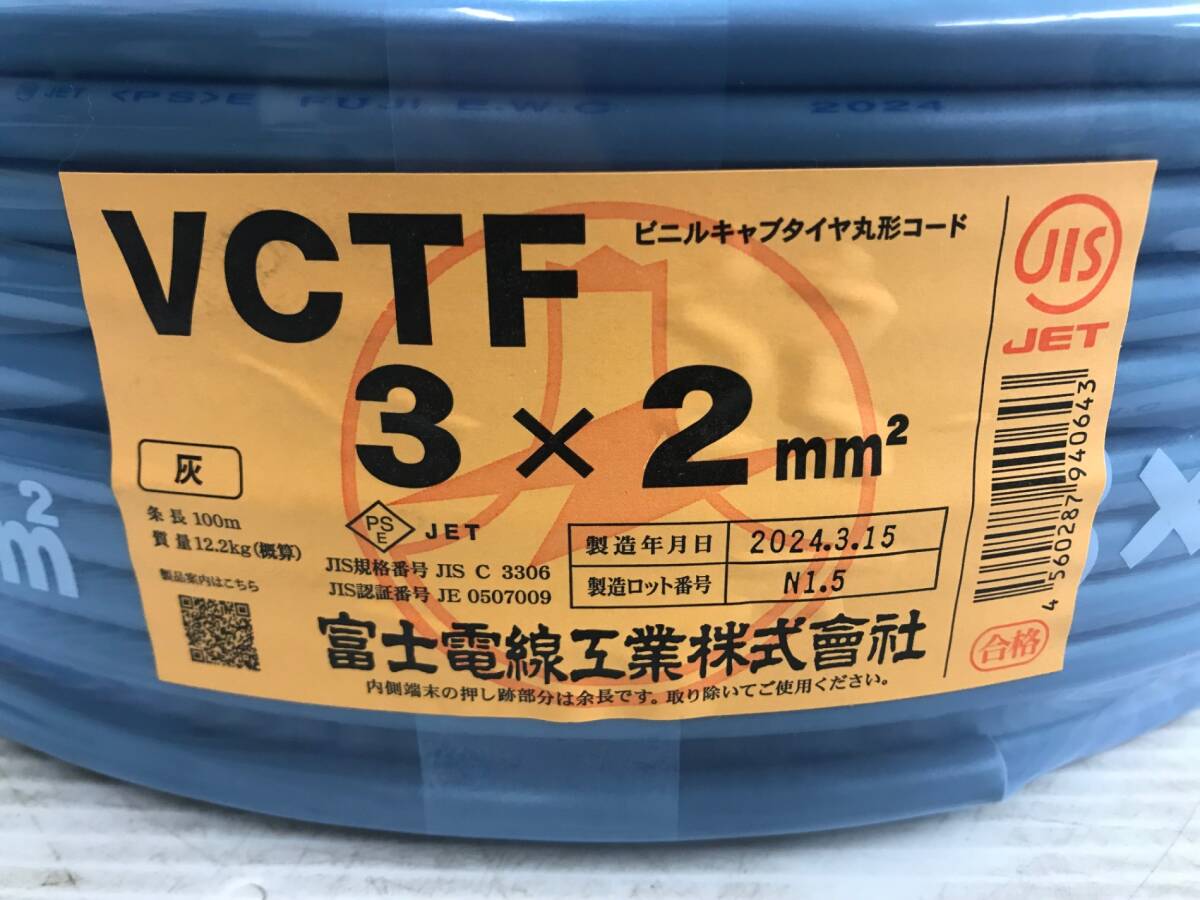 JET <PS>E FUJI E.W.C 2024
VCTF
ビニルキャブタイヤ丸形コード
3×2mm²
JIS
JET
灰
条長 100m
質量12.2kg(概算)
製品案内はこちら
PSE JET
JIS規格番号 JIS C 3306
JIS認証番号 JE 0507009
製造年月日 2024.3.15
製造ロット番号 N1.5
富士電線工業株式會社
内側端末の押し跡部分は余長です。取り除いてご使用ください。
4560287940643
合格
m²
×